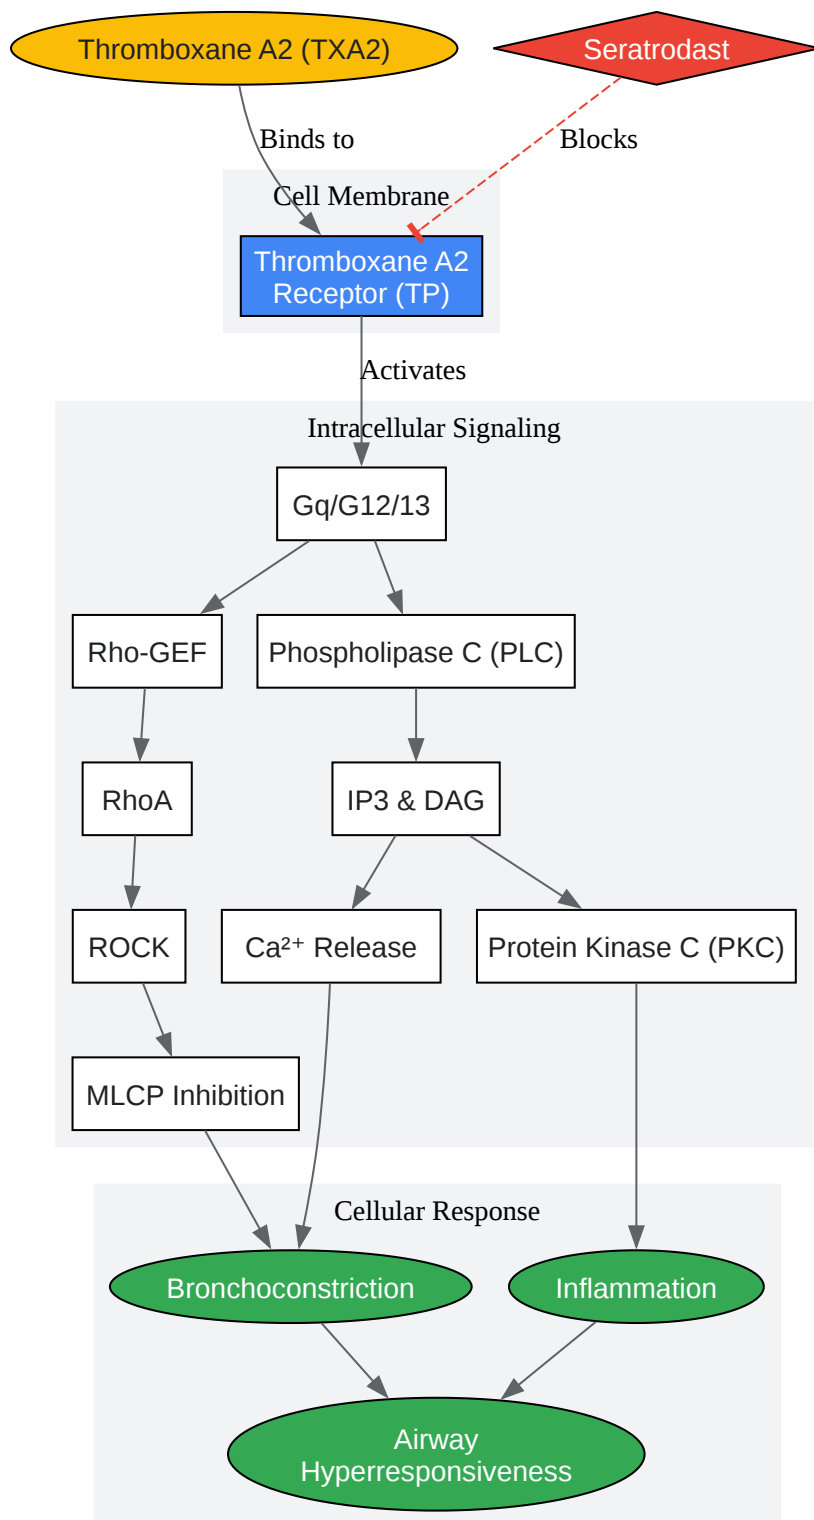 Thromboxane A2 (TXA2)
Seratrodast
Binds to
Blocks
Cell Membrane
Thromboxane A2
Receptor (TP)
Activates
Intracellular Signaling
Gq/G12/13
Rho-GEF
Phospholipase C (PLC)
RhoA
IP3 & DAG
ROCK
Ca²⁺ Release
Protein Kinase C (PKC)
MLCP Inhibition
Cellular Response
Bronchoconstriction
Inflammation
Airway
Hyperresponsiveness